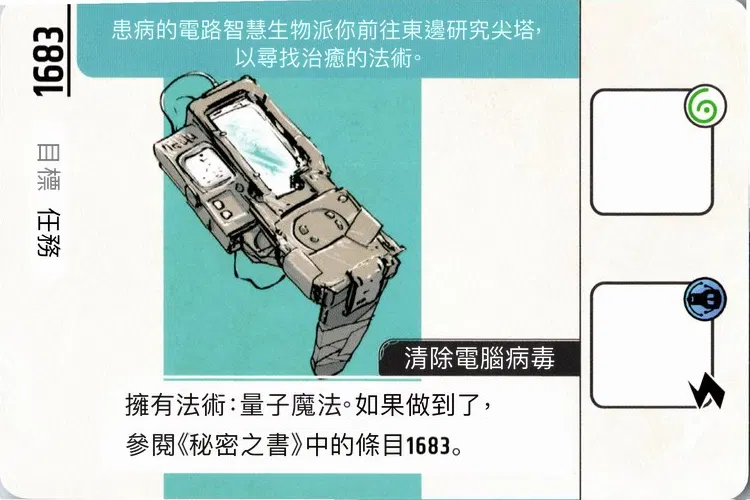 患病的電路智慧生物派你前往東邊研究尖塔，
以尋找治癒的法術。
1683
目標 任務
清除電腦病毒
擁有法術：量子魔法。如果做到了，
參閱《秘密之書》中的條目1683。